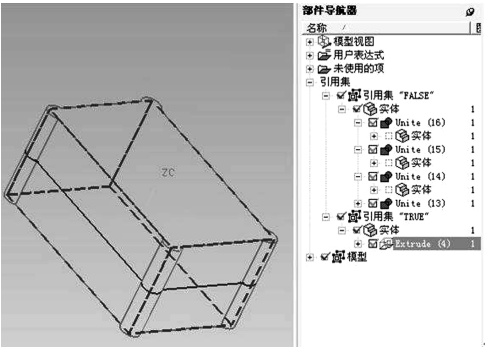 部件导航器
名称
模型视图
用户表达式
未使用的项
引用集
引用集 "FALSE"
实体 1
Unite (16) 1
实体
Unite (15) 1
实体
Unite (14) 1
实体
Unite (13) 1
引用集 "TRUE"
实体 1
Extrude (4) 1
模型
ZC